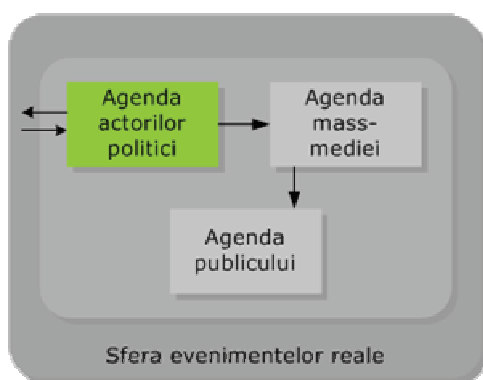 Agenda
actorilor
politici
Agenda
mass-
mediei
Agenda
publicului
Sfera evenimentelor reale